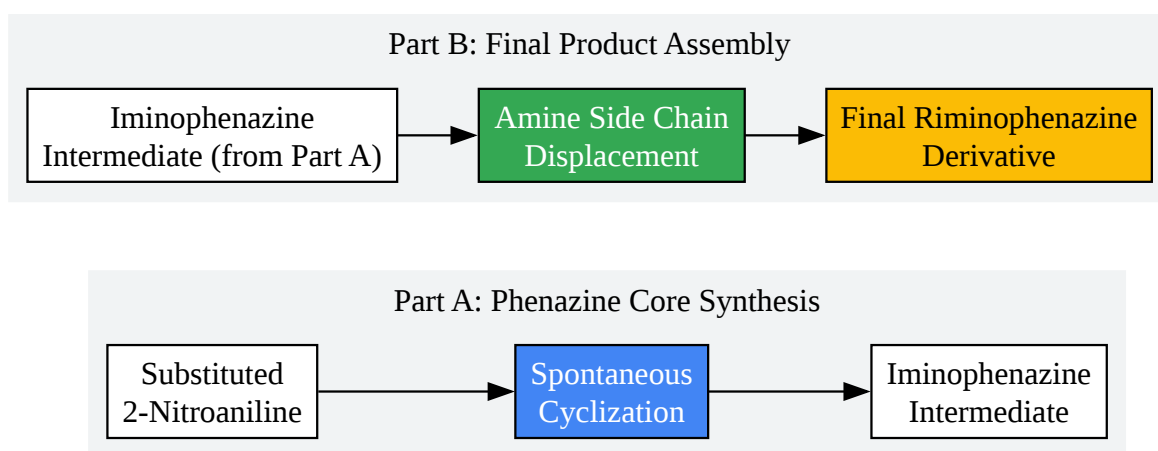 Part B: Final Product Assembly
Iminophenazine
Intermediate (from Part A)
Amine Side Chain
Displacement
Final Riminophenazine
Derivative
Part A: Phenazine Core Synthesis
Substituted
2-Nitroaniline
Spontaneous
Cyclization
Iminophenazine
Intermediate